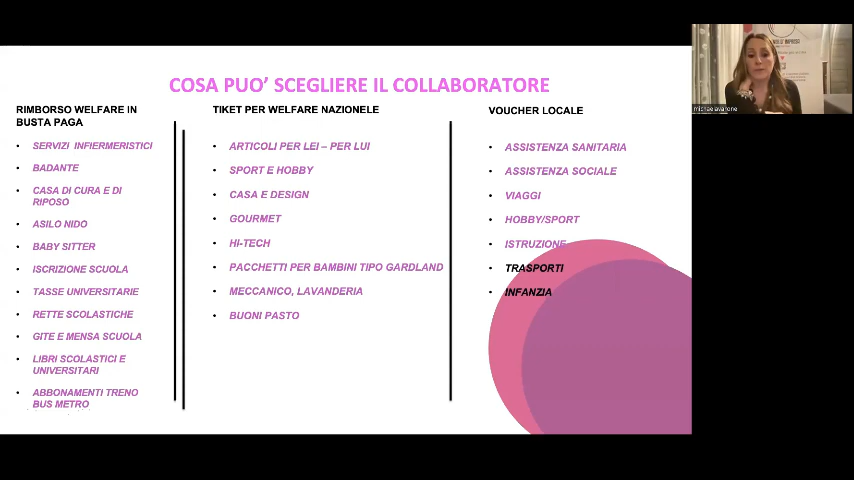 COSA PUO' SCEGLIERE IL COLLABORATORE
RIMBORSO WELFARE IN
BUSTA PAGA
• SERVIZI INFIERMERISTICI
• BADANTE
• CASA DI CURA E DI
RIPOSO
• ASILO NIDO
• BABY SITTER
• ISCRIZIONE SCUOLA
• TASSE UNIVERSITARIE
• RETTE SCOLASTICHE
• GITE E MENSA SCUOLA
• LIBRI SCOLASTICI E
UNIVERSITARI
• ABBONAMENTI TRENO
BUS METRO
TIKET PER WELFARE NAZIONELE
• ARTICOLI PER LEI – PER LUI
• SPORT E HOBBY
• CASA E DESIGN
• GOURMET
• HI-TECH
• PACCHETTI PER BAMBINI TIPO GARDLAND
• MECCANICO, LAVANDERIA
• BUONI PASTO
VOUCHER LOCALE
• ASSISTENZA SANITARIA
• ASSISTENZA SOCIALE
• VIAGGI
• HOBBY/SPORT
• ISTRUZIONE
• TRASPORTI
• INFANZIA